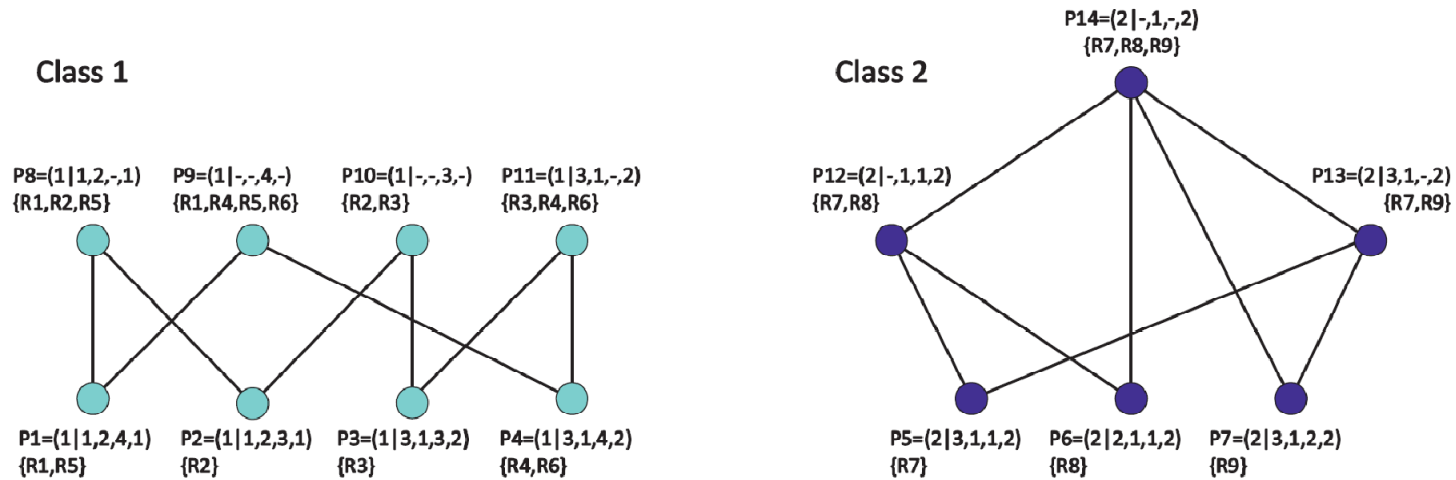 P14=(2|-,1,-,2)
{R7,R8,R9}
Class 1
Class 2
P8=(1|1,2,-,1)
{R1,R2,R5}
P9=(1|-,-,4,-)
{R1,R4,R5,R6}
P10=(1|-,-,3,-)
{R2,R3}
P11=(1|3,1,-,2)
{R3,R4,R6}
P12=(2|-,1,1,2)
{R7,R8}
P13=(2|3,1,-,2)
{R7,R9}
P1=(1|1,2,4,1)
{R1,R5}
P2=(1|1,2,3,1)
{R2}
P3=(1|3,1,3,2)
{R3}
P4=(1|3,1,4,2)
{R4,R6}
P5=(2|3,1,1,2)
{R7}
P6=(2|2,1,1,2)
{R8}
P7=(2|3,1,2,2)
{R9}